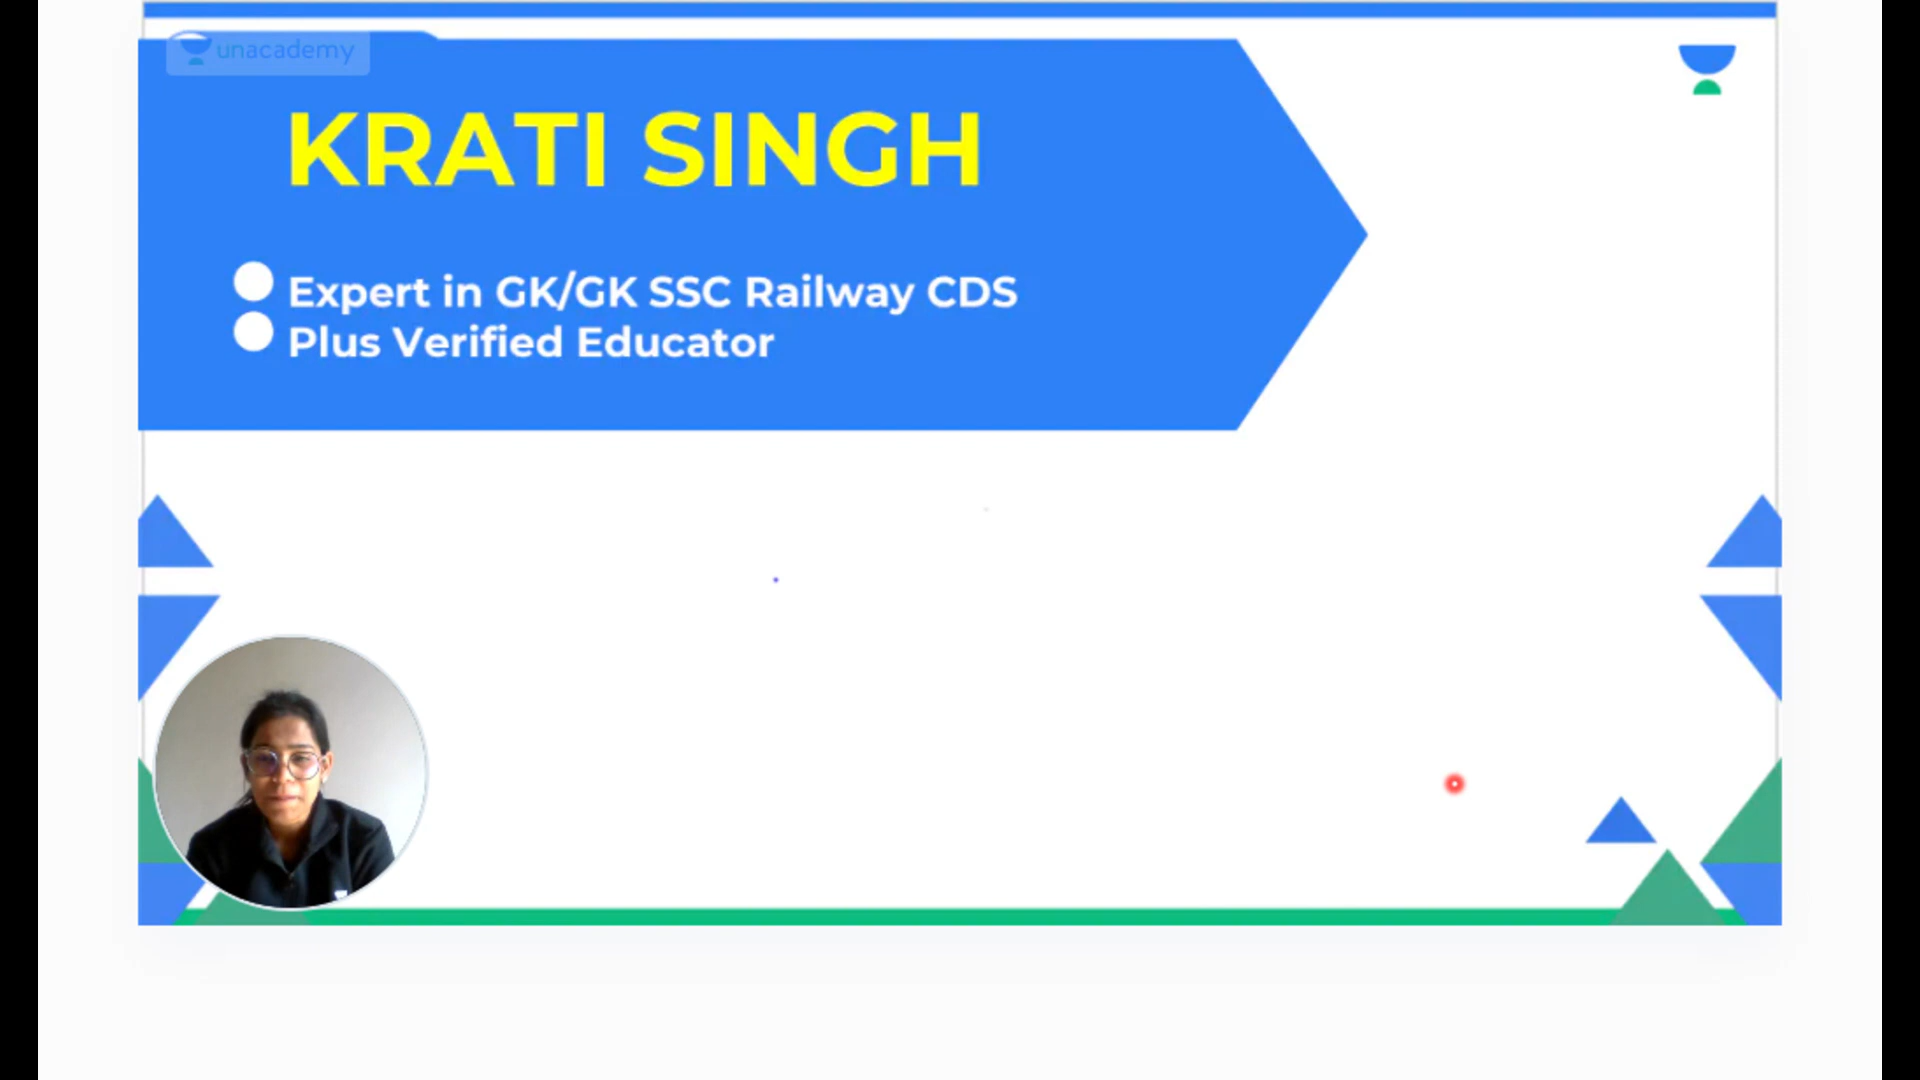 unacademy
KRATI SINGH
Expert in GK/GK SSC Railway CDS
Plus Verified Educator